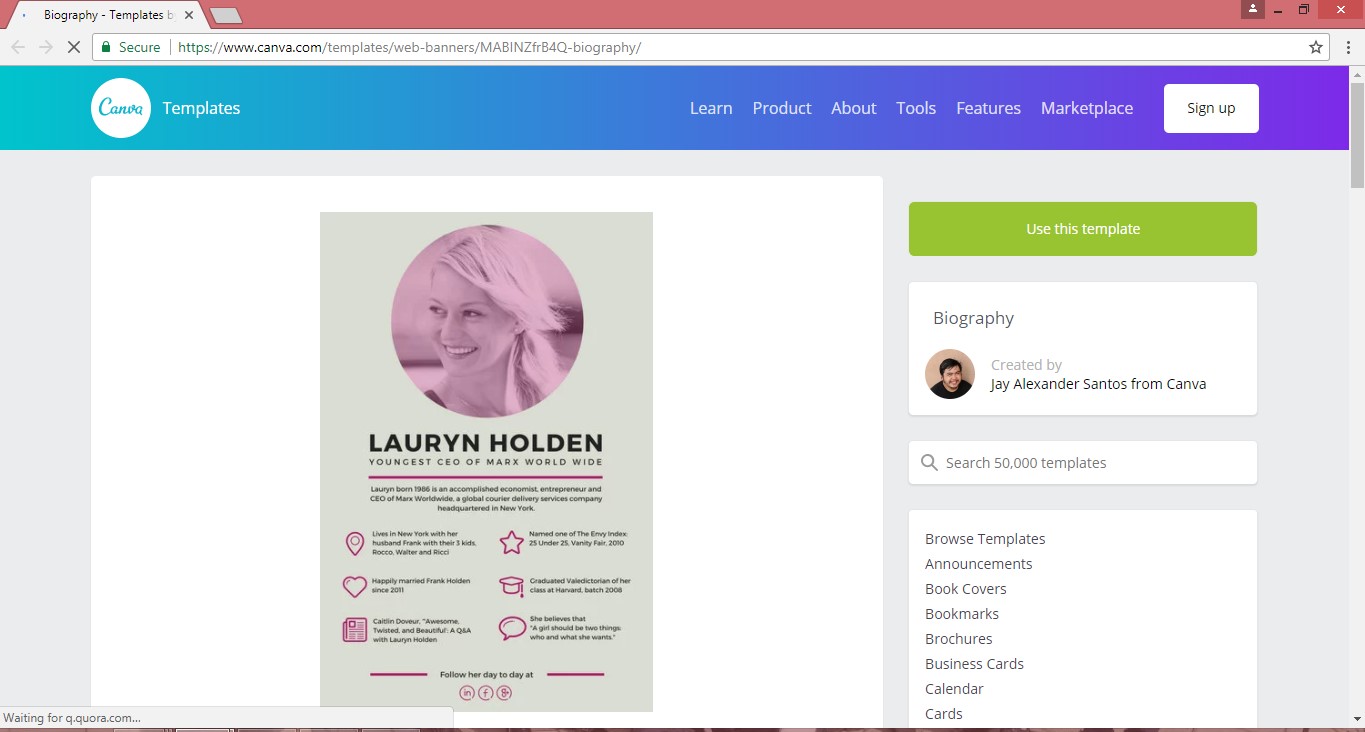 Biography - Templates by
Secure
https://www.canva.com/templates/web-banners/MABINZfrB4Q-biography/
Canva
Templates
Learn
Product
About
Tools
Features
Marketplace
Sign up
LAURYN HOLDEN
YOUNGEST CEO OF MARX WORLD WIDE
Lauryn born 1986 is an accomplished economist, entrepreneur and
CEO of Marx Worldwide, a global courier delivery services company
headquartered in New York.
Lives in New York with her
husband Frank with their 3 kids,
Rocco, Walter and Ricci
Named one of The Envy Index:
25 Under 25, Vanity Fair, 2010
Happily married Frank Holden
since 2011
Graduated Valedictorian of her
class at Harvard, batch 2008
Caitlin Dovour, "Awesome,
Twisted, and Beautiful': A Q&A
with Lauryn Holden
She believes that
"A girl should be two things:
who and what she wants."
Follow her day to day at
in f g+
Use this template
Biography
Created by
Jay Alexander Santos from Canva
Search 50,000 templates
Browse Templates
Announcements
Book Covers
Bookmarks
Brochures
Business Cards
Calendar
Cards
Waiting for q.quora.com...